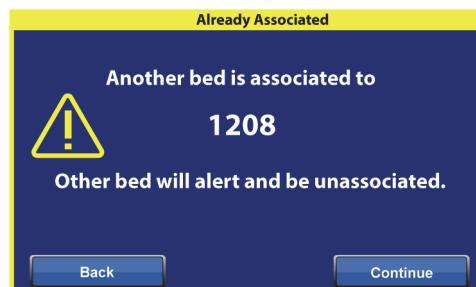 Already Associated
Another bed is associated to
1208
Other bed will alert and be unassociated.
Back
Continue